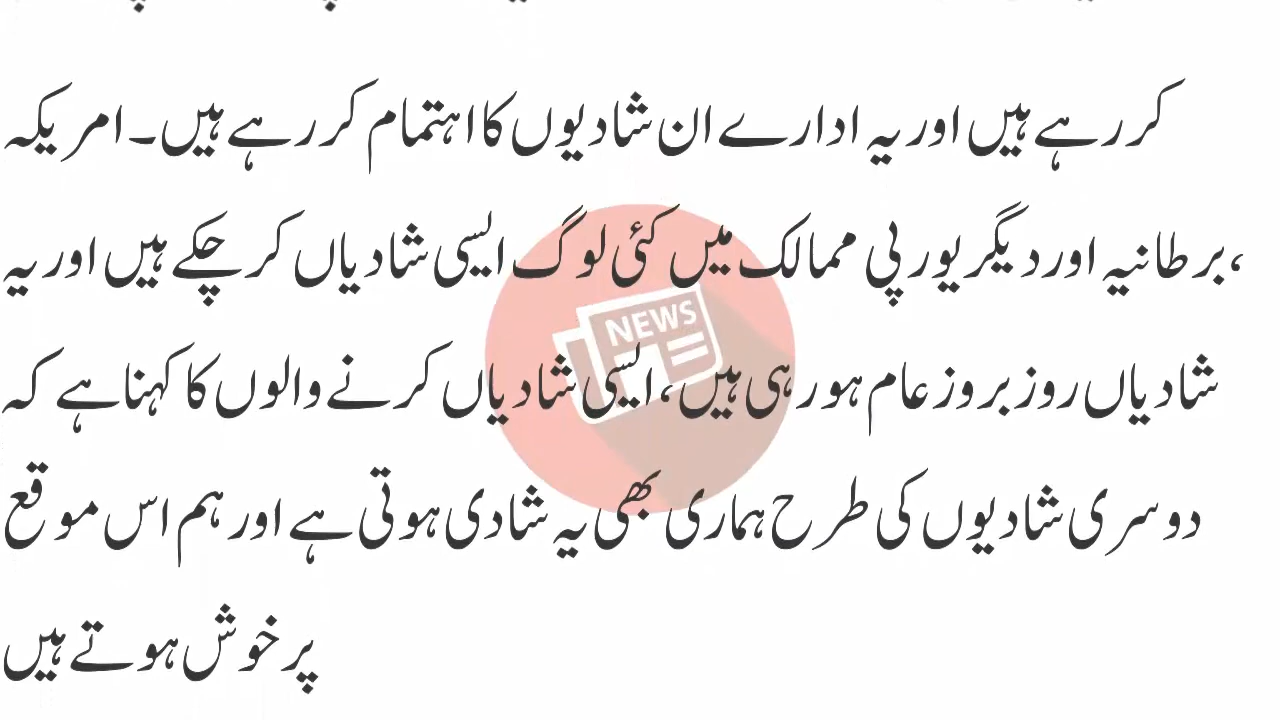 کر رہے ہیں اور یہ ادارے ان شادیوں کا اہتمام کر رہے ہیں۔ امریکہ
،برطانیہ اور دیگر یورپی ممالک میں کئی لوگ ایسی شادیاں کر چکے ہیں اور یہ
NEWS
شادیاں روز بروز عام ہو رہی ہیں، ایسی شادیاں کرنے والوں کا کہنا ہے کہ
دوسری شادیوں کی طرح ہماری بھی یہ شادی ہوتی ہے اور ہم اس موقع
پر خوش ہوتے ہیں